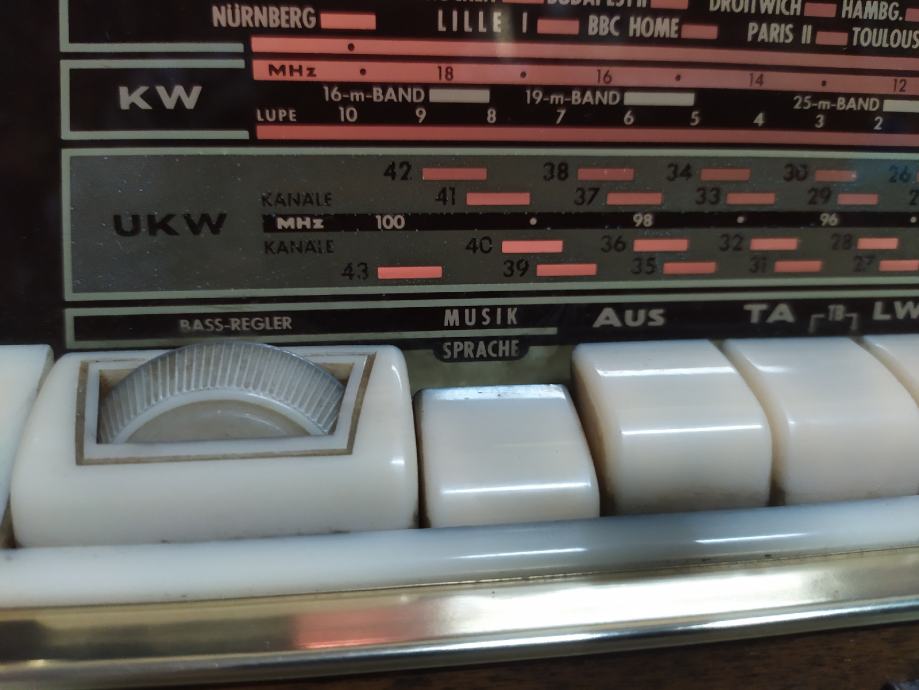 DROITWICH HAMBG.
NÜRNBERG LILLE I BBC HOME PARIS II TOULOUS
MHz 18 16 14 12
KW
16-m-BAND 19-m-BAND 25-m-BAND
LUPE 10 9 8 7 6 5 4 3 2
42 38 34 30 26
KANÄLE 41 37 33 29
UKW MHz 100 98 96
KANÄLE 40 36 32 28
43 39 35 31 27
BASS-REGLER MUSIK AUS TA TB LW
SPRACHE